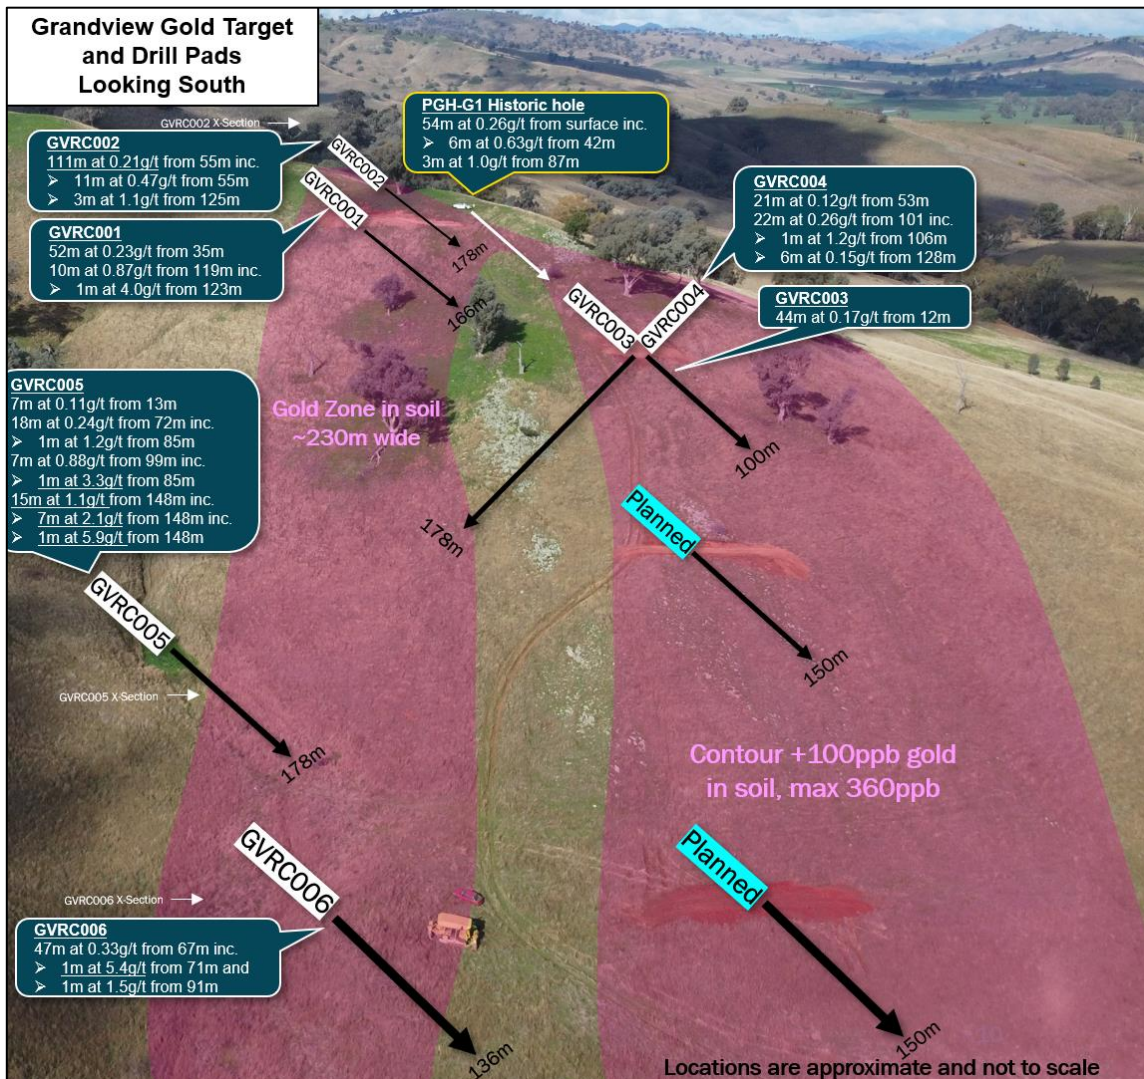 Grandview Gold Target
and Drill Pads
Looking South
GVRC002 X-Section
GVRC002
111m at 0.21g/t from 55m inc.
➢ 11m at 0.47g/t from 55m
➢ 3m at 1.1g/t from 125m
GVRC001
52m at 0.23g/t from 35m
10m at 0.87g/t from 119m inc.
➢ 1m at 4.0g/t from 123m
PGH-G1 Historic hole
54m at 0.26g/t from surface inc.
➢ 6m at 0.63g/t from 42m
3m at 1.0g/t from 87m
GVRC004
21m at 0.12g/t from 53m
22m at 0.26g/t from 101 inc.
➢ 1m at 1.2g/t from 106m
➢ 6m at 0.15g/t from 128m
GVRC003
44m at 0.17g/t from 12m
GVRC002
178m
GVRC001
166m
GVRC003
GVRC004
100m
178m
GVRC005
7m at 0.11g/t from 13m
18m at 0.24g/t from 72m inc.
➢ 1m at 1.2g/t from 85m
7m at 0.88g/t from 99m inc.
➢ 1m at 3.3g/t from 85m
15m at 1.1g/t from 148m inc.
➢ 7m at 2.1g/t from 148m inc.
➢ 1m at 5.9g/t from 148m
Gold Zone in soil
~230m wide
Planned
150m
GVRC005
GVRC005 X-Section
178m
Contour +100ppb gold
in soil, max 360ppb
GVRC006
Planned
GVRC006 X-Section
GVRC006
47m at 0.33g/t from 67m inc.
➢ 1m at 5.4g/t from 71m and
➢ 1m at 1.5g/t from 91m
136m
150m
Locations are approximate and not to scale